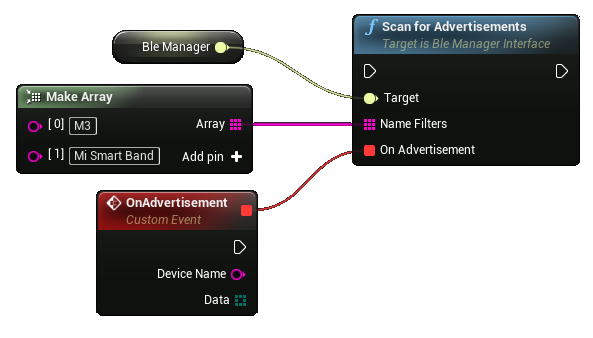 Ble Manager
Scan for Advertisements
Target is Ble Manager Interface
Target
Name Filters
On Advertisement
Make Array
[0] M3
Array
[1] Mi Smart Band
Add pin
OnAdvertisement
Custom Event
Device Name
Data